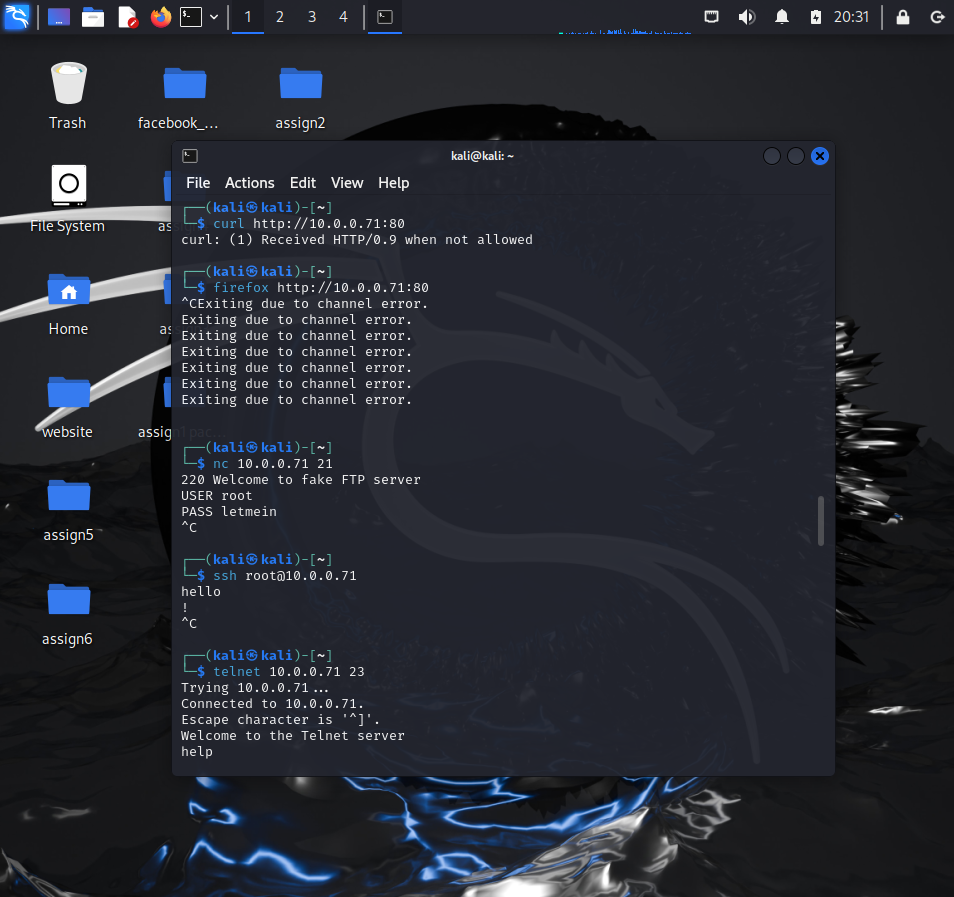 1 2 3 4
20:31
Trash
facebook_...
assign2
File System
Home
website
assign5
assign6
kali@kali: ~
File Actions Edit View Help
┌──(kali㉿kali)-[~]
└─$ curl http://10.0.0.71:80
curl: (1) Received HTTP/0.9 when not allowed
┌──(kali㉿kali)-[~]
└─$ firefox http://10.0.0.71:80
^CExiting due to channel error.
Exiting due to channel error.
Exiting due to channel error.
Exiting due to channel error.
Exiting due to channel error.
Exiting due to channel error.
Exiting due to channel error.
┌──(kali㉿kali)-[~]
└─$ nc 10.0.0.71 21
220 Welcome to fake FTP server
USER root
PASS letmein
^C
┌──(kali㉿kali)-[~]
└─$ ssh root@10.0.0.71
hello
!
^C
┌──(kali㉿kali)-[~]
└─$ telnet 10.0.0.71 23
Trying 10.0.0.71...
Connected to 10.0.0.71.
Escape character is '^]'.
Welcome to the Telnet server
help